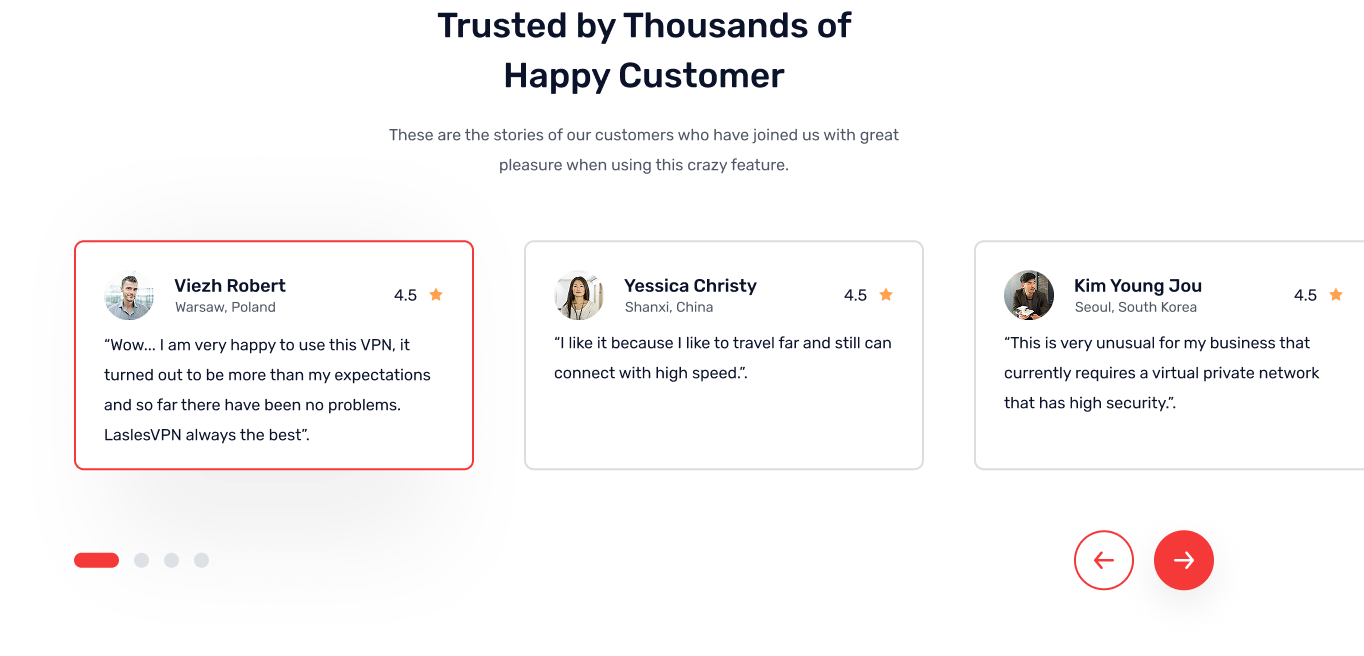 Trusted by Thousands of
Happy Customer
These are the stories of our customers who have joined us with great
pleasure when using this crazy feature.
Viezh Robert
Warsaw, Poland
4.5
“Wow... I am very happy to use this VPN, it
turned out to be more than my expectations
and so far there have been no problems.
LaslesVPN always the best”.
Yessica Christy
Shanxi, China
4.5
“I like it because I like to travel far and still can
connect with high speed.”.
Kim Young Jou
Seoul, South Korea
4.5
“This is very unusual for my business that
currently requires a virtual private network
that has high security.”.